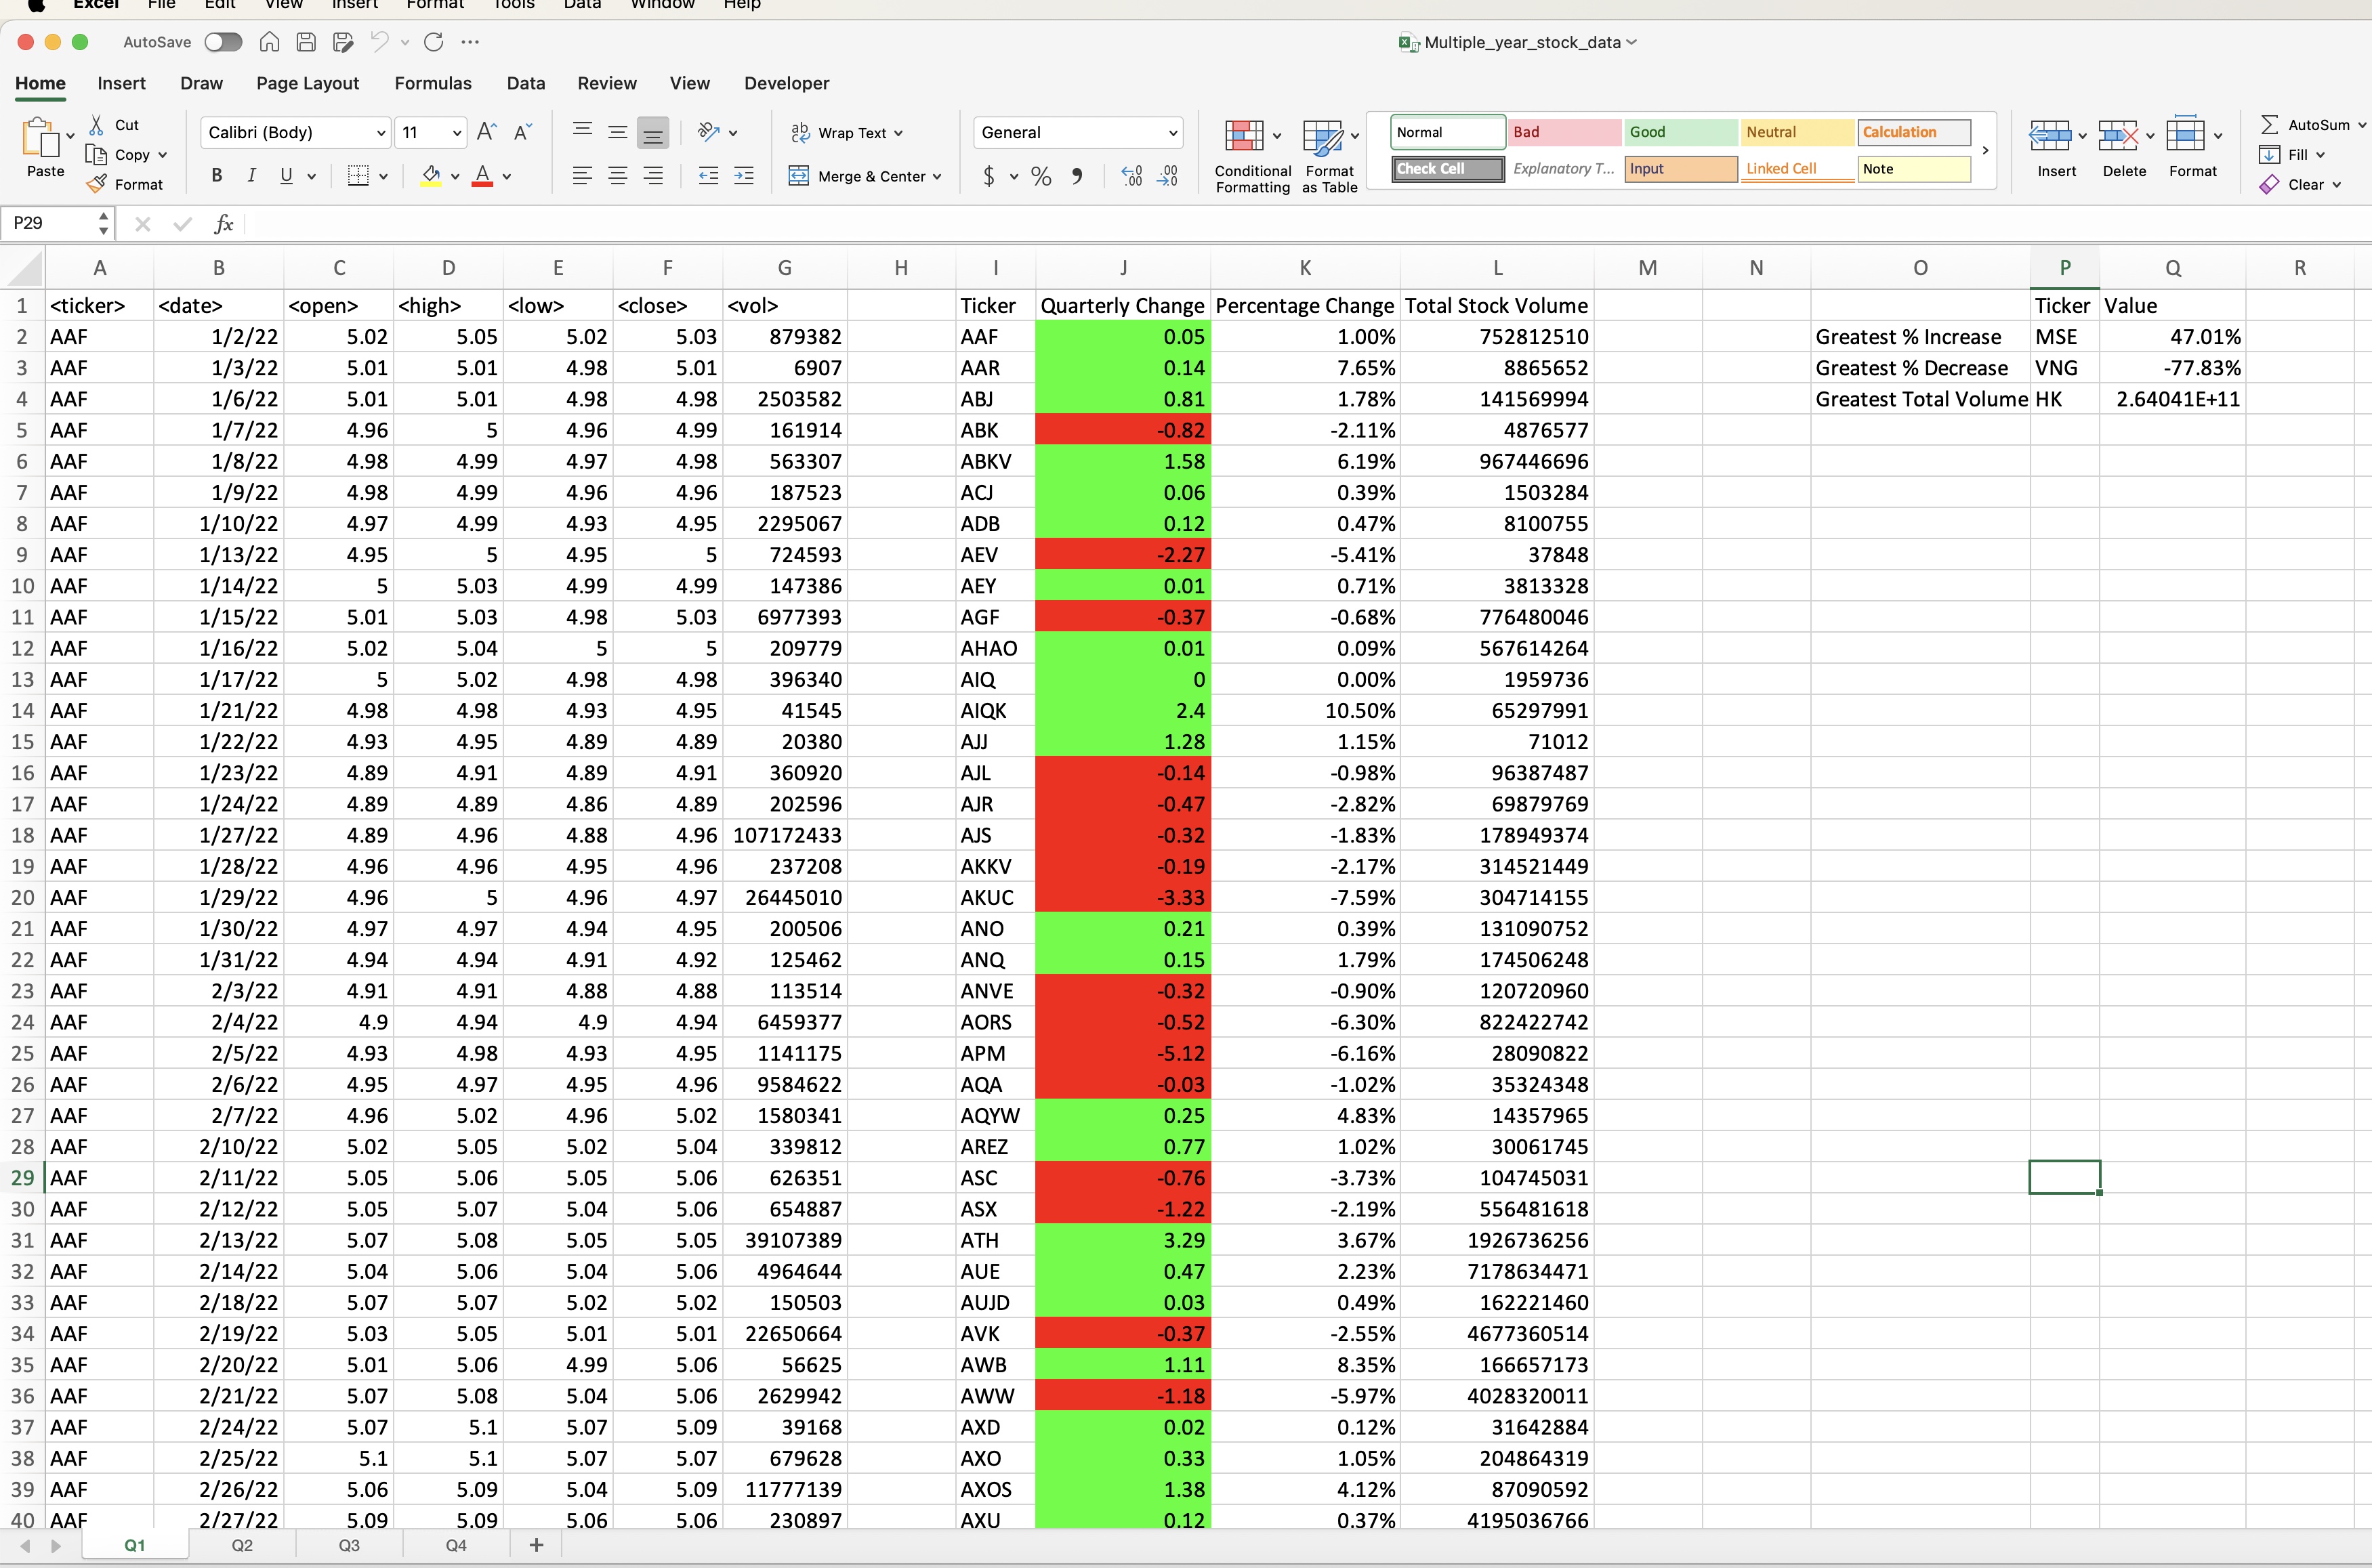 Excel File Edit View Insert Format Tools Data Window Help
AutoSave Multiple_year_stock_data
Home Insert Draw Page Layout Formulas Data Review View Developer
Paste Cut Copy Format
Calibri (Body) 11 A A
B I U A
ab Wrap Text
Merge & Center
General
$ % 9 .00 .00
Conditional Formatting Format as Table
Normal Bad Good Neutral Calculation
Check Cell Explanatory T... Input Linked Cell Note
Insert Delete Format
AutoSum Fill Clear
P29 fx
A B C D E F G H I J K L M N O P Q R
1 <ticker> <date> <open> <high> <low> <close> <vol> Ticker Quarterly Change Percentage Change Total Stock Volume Ticker Value
2 AAF 1/2/22 5.02 5.05 5.02 5.03 879382 AAF 0.05 1.00% 752812510 Greatest % Increase MSE 47.01%
3 AAF 1/3/22 5.01 5.01 4.98 5.01 6907 AAR 0.14 7.65% 8865652 Greatest % Decrease VNG -77.83%
4 AAF 1/6/22 5.01 5.01 4.98 4.98 2503582 ABJ 0.81 1.78% 141569994 Greatest Total Volume HK 2.64041E+11
5 AAF 1/7/22 4.96 5 4.96 4.99 161914 ABK -0.82 -2.11% 4876577
6 AAF 1/8/22 4.98 4.99 4.97 4.98 563307 ABKV 1.58 6.19% 967446696
7 AAF 1/9/22 4.98 4.99 4.96 4.96 187523 ACJ 0.06 0.39% 1503284
8 AAF 1/10/22 4.97 4.99 4.93 4.95 2295067 ADB 0.12 0.47% 8100755
9 AAF 1/13/22 4.95 5 4.95 5 724593 AEV -2.27 -5.41% 37848
10 AAF 1/14/22 5 5.03 4.99 4.99 147386 AEY 0.01 0.71% 3813328
11 AAF 1/15/22 5.01 5.03 4.98 5.03 6977393 AGF -0.37 -0.68% 776480046
12 AAF 1/16/22 5.02 5.04 5 5 209779 AHAO 0.01 0.09% 567614264
13 AAF 1/17/22 5 5.02 4.98 4.98 396340 AIQ 0 0.00% 1959736
14 AAF 1/21/22 4.98 4.98 4.93 4.95 41545 AIQK 2.4 10.50% 65297991
15 AAF 1/22/22 4.93 4.95 4.89 4.89 20380 AJJ 1.28 1.15% 71012
16 AAF 1/23/22 4.89 4.91 4.89 4.91 360920 AJL -0.14 -0.98% 96387487
17 AAF 1/24/22 4.89 4.89 4.86 4.89 202596 AJR -0.47 -2.82% 69879769
18 AAF 1/27/22 4.89 4.96 4.88 4.96 107172433 AJS -0.32 -1.83% 178949374
19 AAF 1/28/22 4.96 4.96 4.95 4.96 237208 AKKV -0.19 -2.17% 314521449
20 AAF 1/29/22 4.96 5 4.96 4.97 26445010 AKUC -3.33 -7.59% 304714155
21 AAF 1/30/22 4.97 4.97 4.94 4.95 200506 ANO 0.21 0.39% 131090752
22 AAF 1/31/22 4.94 4.94 4.91 4.92 125462 ANQ 0.15 1.79% 174506248
23 AAF 2/3/22 4.91 4.91 4.88 4.88 113514 ANVE -0.32 -0.90% 120720960
24 AAF 2/4/22 4.9 4.94 4.9 4.94 6459377 AORS -0.52 -6.30% 822422742
25 AAF 2/5/22 4.93 4.98 4.93 4.95 1141175 APM -5.12 -6.16% 28090822
26 AAF 2/6/22 4.95 4.97 4.95 4.96 9584622 AQA -0.03 -1.02% 35324348
27 AAF 2/7/22 4.96 5.02 4.96 5.02 1580341 AQYW 0.25 4.83% 14357965
28 AAF 2/10/22 5.02 5.05 5.02 5.04 339812 AREZ 0.77 1.02% 30061745
29 AAF 2/11/22 5.05 5.06 5.05 5.06 626351 ASC -0.76 -3.73% 104745031
30 AAF 2/12/22 5.05 5.07 5.04 5.06 654887 ASX -1.22 -2.19% 556481618
31 AAF 2/13/22 5.07 5.08 5.05 5.05 39107389 ATH 3.29 3.67% 1926736256
32 AAF 2/14/22 5.04 5.06 5.04 5.06 4964644 AUE 0.47 2.23% 7178634471
33 AAF 2/18/22 5.07 5.07 5.02 5.02 150503 AUJD 0.03 0.49% 162221460
34 AAF 2/19/22 5.03 5.05 5.01 5.01 22650664 AVK -0.37 -2.55% 4677360514
35 AAF 2/20/22 5.01 5.06 4.99 5.06 56625 AWB 1.11 8.35% 166657173
36 AAF 2/21/22 5.07 5.08 5.04 5.06 2629942 AWW -1.18 -5.97% 4028320011
37 AAF 2/24/22 5.07 5.1 5.07 5.09 39168 AXD 0.02 0.12% 31642884
38 AAF 2/25/22 5.1 5.1 5.07 5.07 679628 AXO 0.33 1.05% 204864319
39 AAF 2/26/22 5.06 5.09 5.04 5.09 11777139 AXOS 1.38 4.12% 87090592
40 AAF 2/27/22 5.09 5.09 5.06 5.06 230897 AXU 0.12 0.37% 4195036766
Q1 Q2 Q3 Q4 +